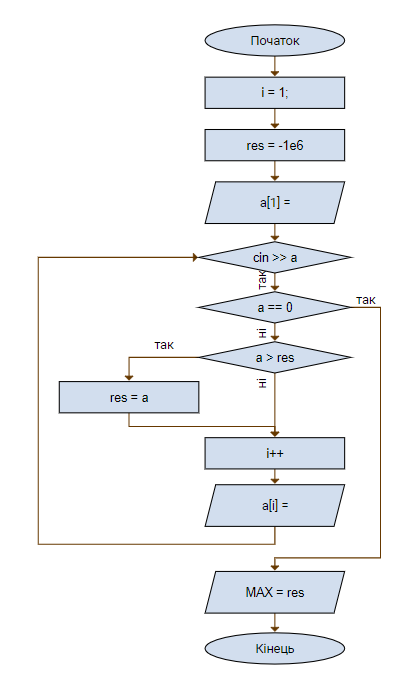 Початок
i = 1;
res = -1e6
a[1] =
cin >> a
так
a == 0
так
ні
a > res
так
ні
res = a
i++
a[i] =
MAX = res
Кінець